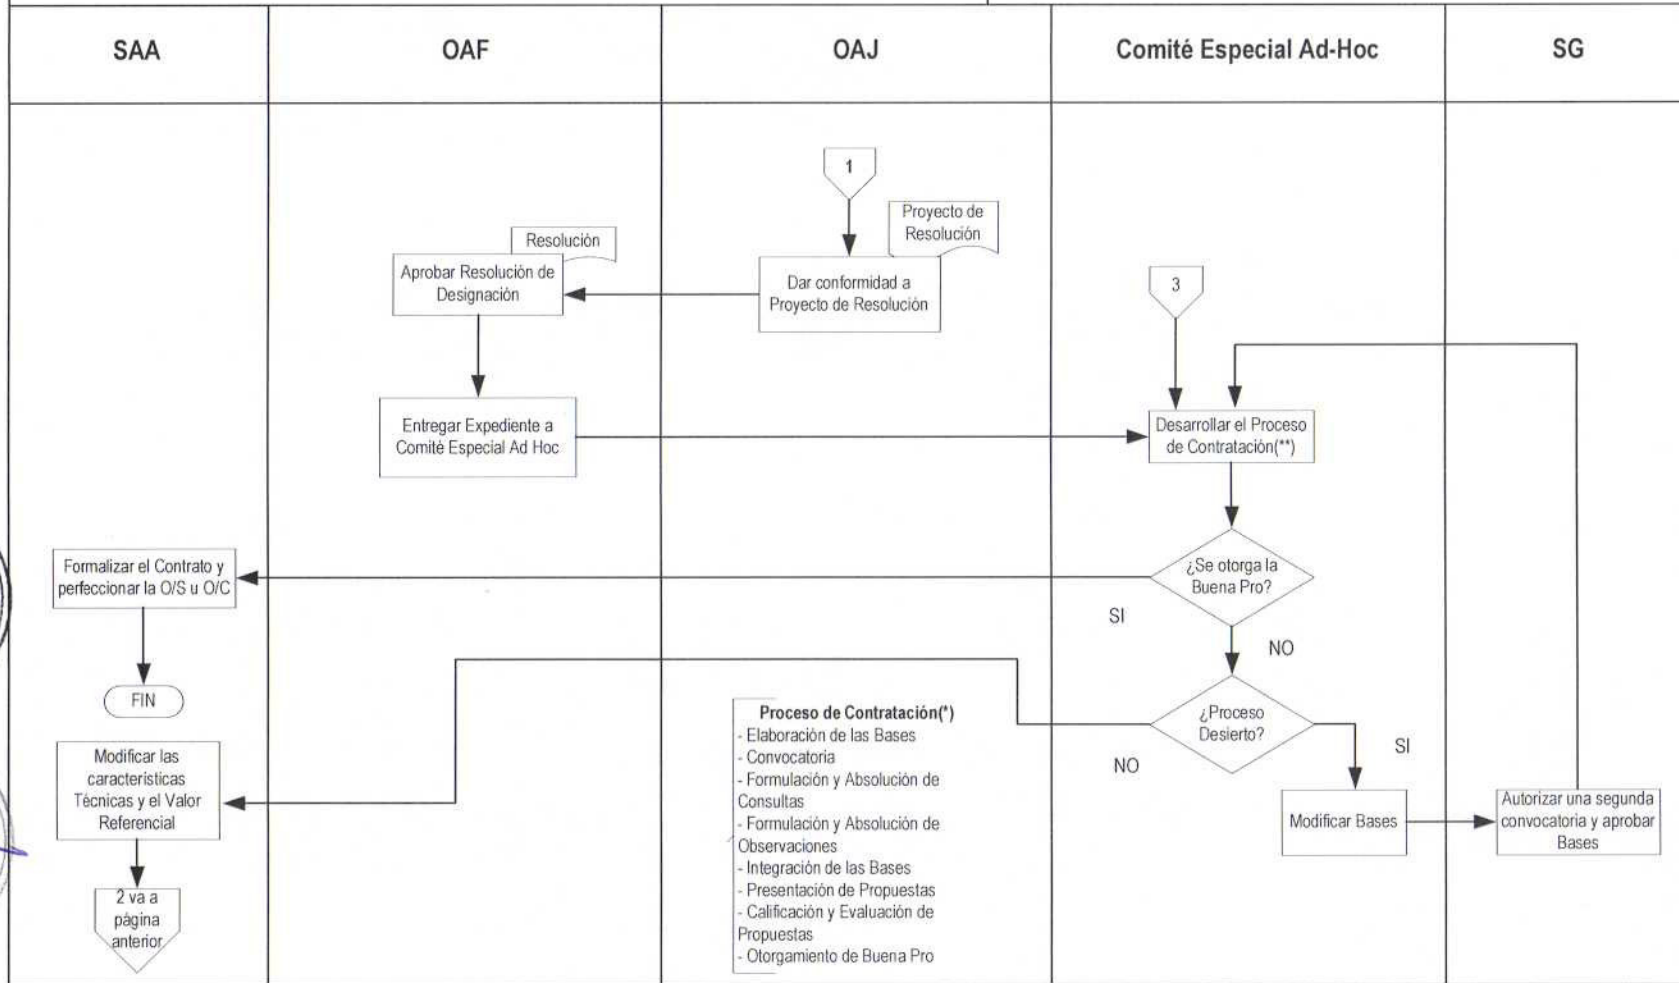 SAA
OAF
OAJ
Comité Especial Ad-Hoc
SG
1
Proyecto de
Resolución
Resolución
Aprobar Resolución de
Designación
Dar conformidad a
Proyecto de Resolución
3
Entregar Expediente a
Comité Especial Ad Hoc
Desarrollar el Proceso
de Contratación(**)
Formalizar el Contrato y
perfeccionar la O/S u O/C
¿Se otorga la
Buena Pro?
SI
NO
FIN
¿Proceso
Desierto?
NO
SI
Modificar las
características
Técnicas y el Valor
Referencial
Proceso de Contratación(*)
- Elaboración de las Bases
- Convocatoria
- Formulación y Absolución de
Consultas
- Formulación y Absolución de
Observaciones
- Integración de las Bases
- Presentación de Propuestas
- Calificación y Evaluación de
Propuestas
- Otorgamiento de Buena Pro
Modificar Bases
Autorizar una segunda
convocatoria y aprobar
Bases
2 va a
página
anterior